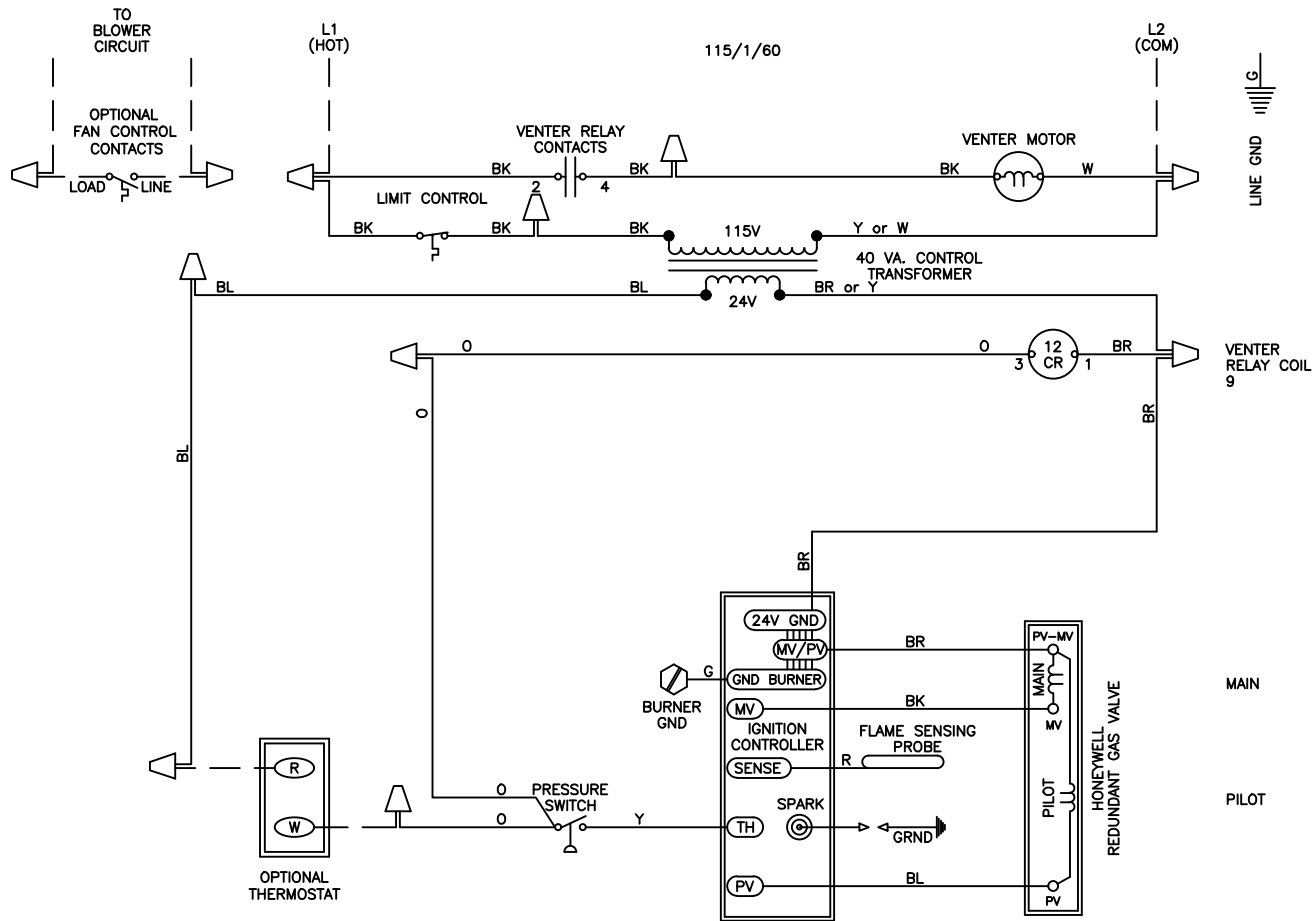 TO
BLOWER
CIRCUIT
L1
(HOT)
115/1/60
L2
(COM)
G
LINE GND
OPTIONAL
FAN CONTROL
CONTACTS
LOAD LINE
VENTER RELAY
CONTACTS
VENTER MOTOR
BK 2 4 BK BK W
LIMIT CONTROL
BK BK BK 115V Y or W
40 VA. CONTROL
TRANSFORMER
BL BL 24V BR or Y
O O 3 12
CR 1 BR
VENTER
RELAY COIL
9
O
BR
BL
BR
24V GND
MV/PV BR PV-MV
G GND BURNER MAIN MAIN
BURNER
GND
MV BK MV
IGNITION
CONTROLLER
FLAME SENSING
PROBE
SENSE R
HONEYWELL
REDUNDANT GAS VALVE
R
O PRESSURE
SWITCH
SPARK PILOT PILOT
W O Y TH GRND
OPTIONAL
THERMOSTAT
PV BL PV